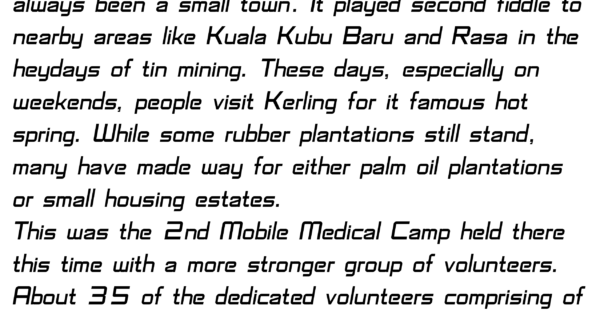 always been a small town. It played second fiddle to
nearby areas like Kuala Kubu Baru and Rasa in the
heydays of tin mining. These days, especially on
weekends, people visit Kerling for it famous hot
spring. While some rubber plantations still stand,
many have made way for either palm oil plantations
or small housing estates.
This was the 2nd Mobile Medical Camp held there
this time with a more stronger group of volunteers.
About 35 of the dedicated volunteers comprising of